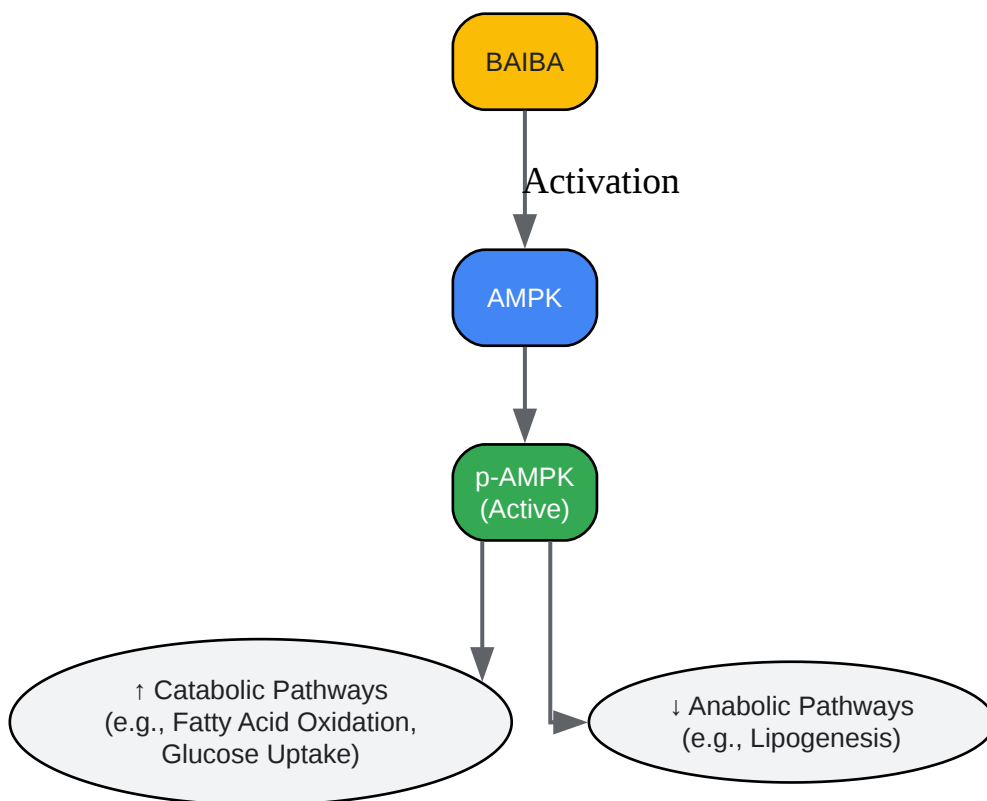 BAIBA
Activation
AMPK
p-AMPK
(Active)
↑ Catabolic Pathways
(e.g., Fatty Acid Oxidation,
Glucose Uptake)
↓ Anabolic Pathways
(e.g., Lipogenesis)